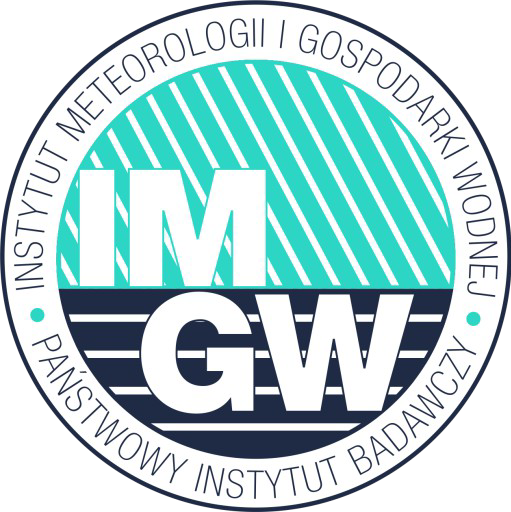 INSTYTUT METEOROLOGII I GOSPODARKI WODNEJ
IM
GW
PAŃSTWOWY INSTYTUT BADAWCZY